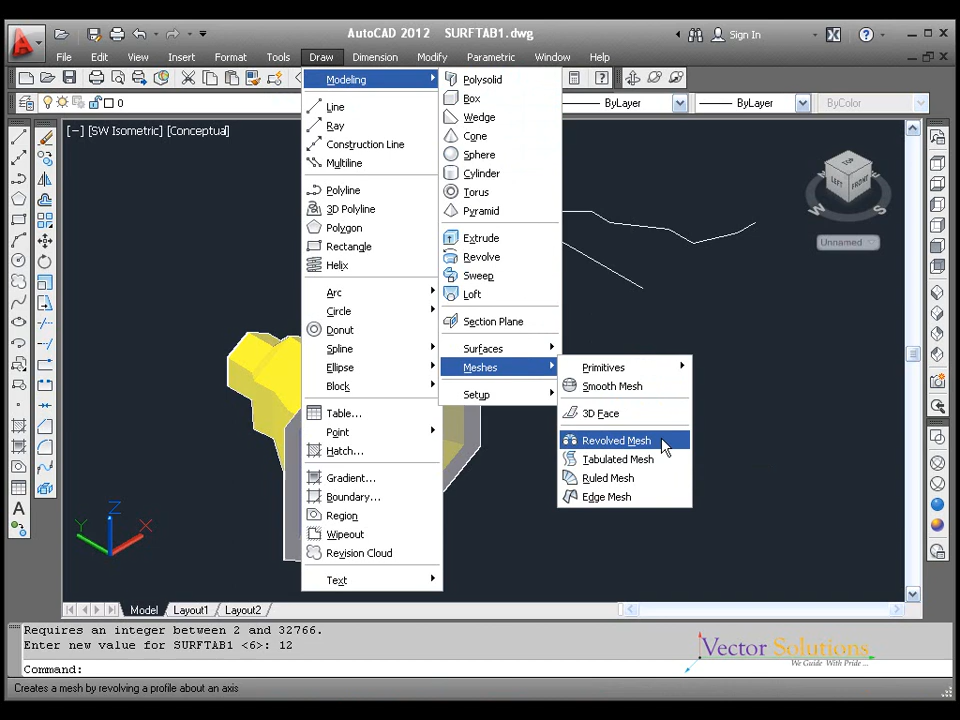 AutoCAD 2012 SURFTAB1.dwg
Sign In
File Edit View Insert Format Tools Draw Dimension Modify Parametric Window Help
0
ByLayer
ByLayer
ByColor
[−] [SW Isometric] [Conceptual]
Modeling
Line
Ray
Construction Line
Multiline
Polyline
3D Polyline
Polygon
Rectangle
Helix
Arc
Circle
Donut
Spline
Ellipse
Block
Table...
Point
Hatch...
Gradient...
Boundary...
Region
Wipeout
Revision Cloud
Text
Polysolid
Box
Wedge
Cone
Sphere
Cylinder
Torus
Pyramid
Extrude
Revolve
Sweep
Loft
Section Plane
Surfaces
Meshes
Setup
Primitives
Smooth Mesh
3D Face
Revolved Mesh
Tabulated Mesh
Ruled Mesh
Edge Mesh
TOP
LEFT
FRONT
W
S
Unnamed
Z
Y
X
A
Model Layout1 Layout2
Requires an integer between 2 and 32766.
Enter new value for SURFTAB1 <6>: 12
Command:
Vector Solutions
We Guide With Pride ...
Creates a mesh by revolving a profile about an axis